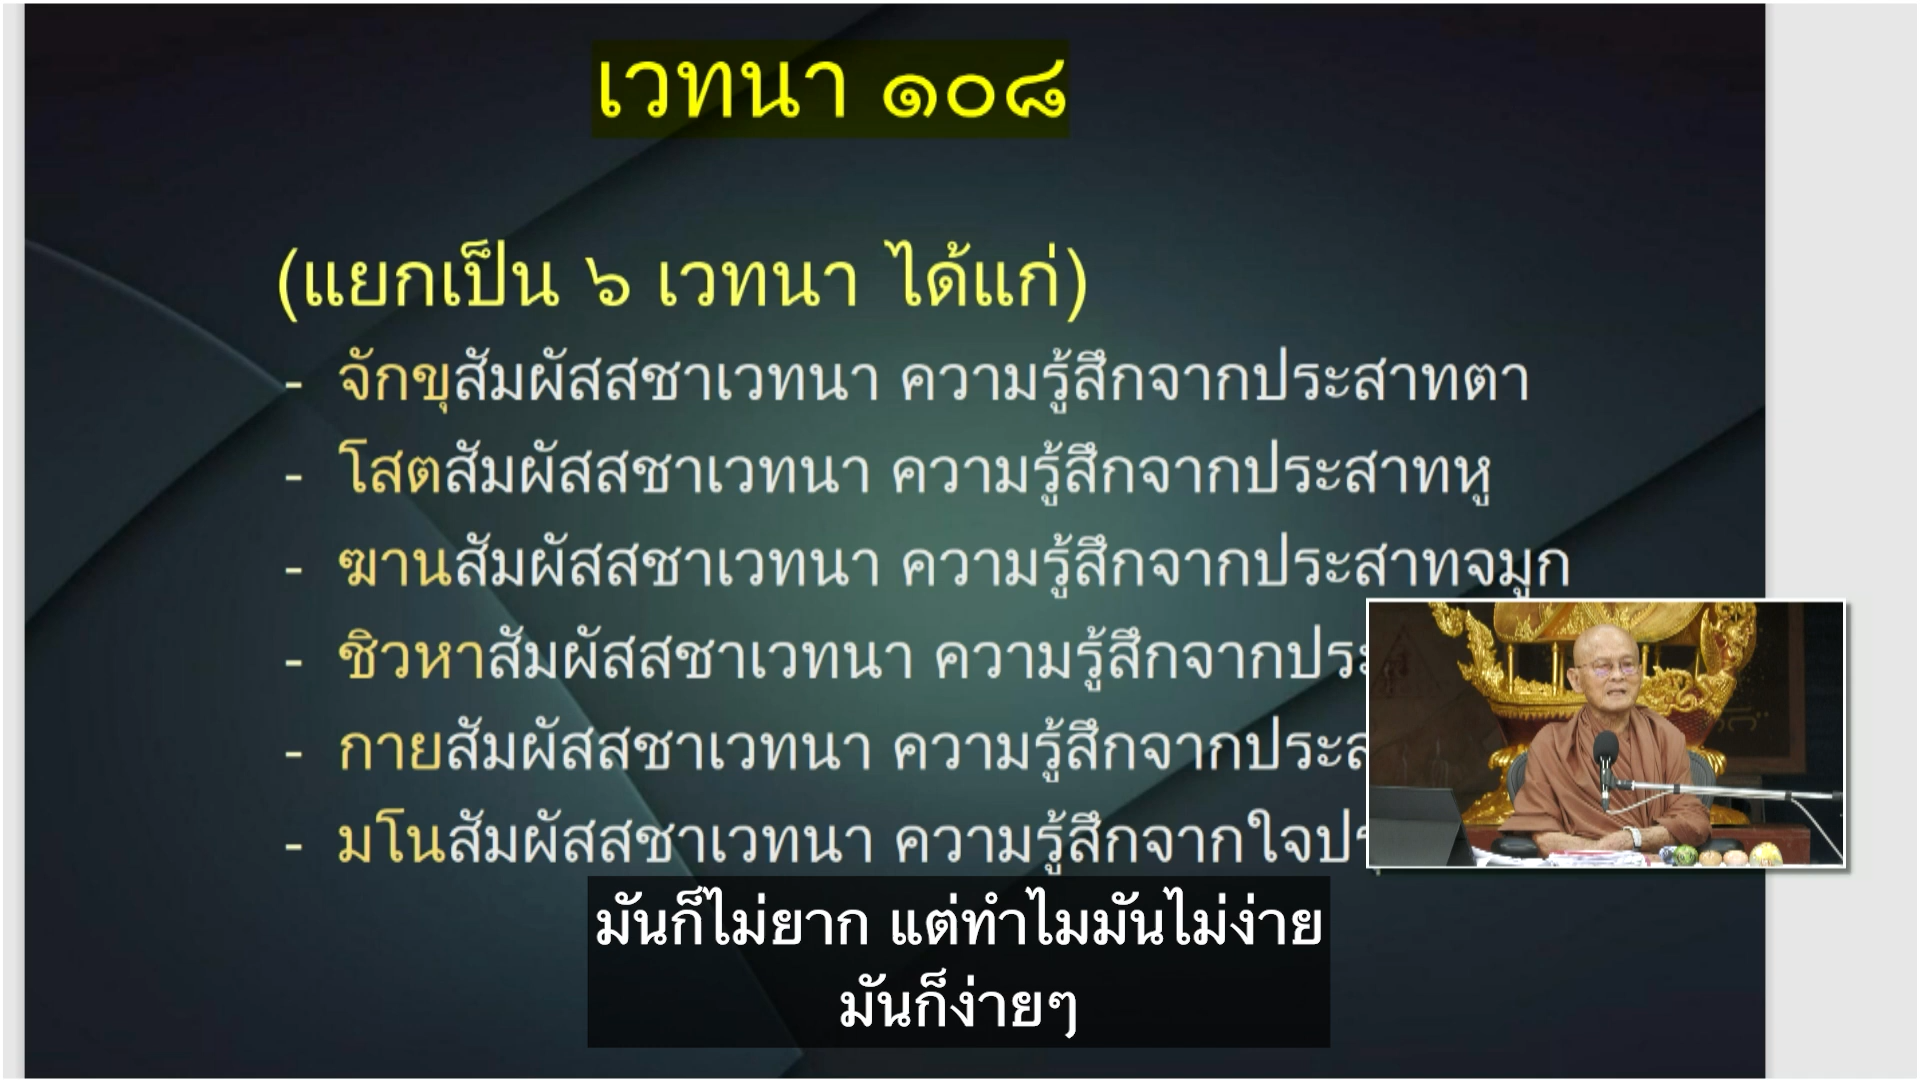 เวทนา ๑๐๘
(แยกเป็น ๖ เวทนา ได้แก่)
- จักขุสัมผัสสชาเวทนา ความรู้สึกจากประสาทตา
- โสตสัมผัสสชาเวทนา ความรู้สึกจากประสาทหู
- ฆานสัมผัสสชาเวทนา ความรู้สึกจากประสาทจมูก
- ชิวหาสัมผัสสชาเวทนา ความรู้สึกจาก
- กายสัมผัสสชาเวทนา ความรู้สึกจาก
- มโนสัมผัสสชาเวทนา ความรู้สึกจากใจ
มันก็ไม่ยาก แต่ทำไมมันไม่ง่าย
มันก็ง่ายๆ